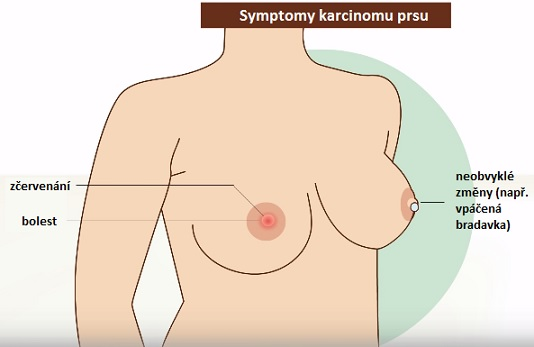 Symptomy karcinomu prsu
zčervenání
bolest
neobvyklé
změny (např.
vpáčená
bradavka)